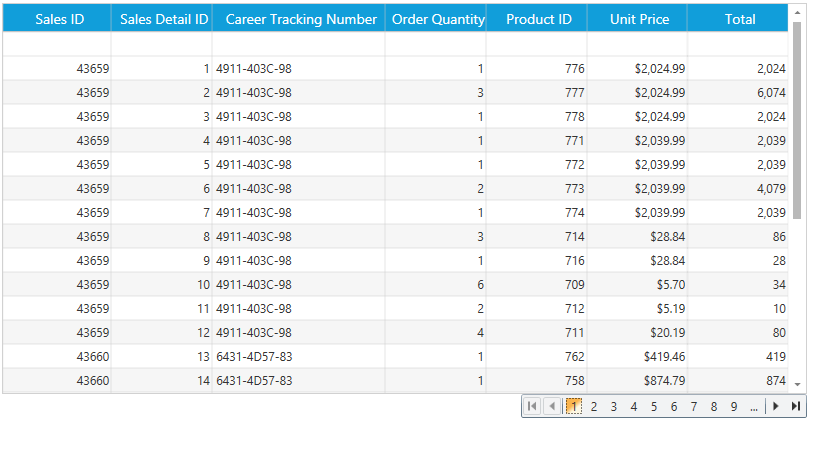 Sales ID Sales Detail ID Career Tracking Number Order Quantity Product ID Unit Price Total
43659 1 4911-403C-98 1 776 $2,024.99 2,024
43659 2 4911-403C-98 3 777 $2,024.99 6,074
43659 3 4911-403C-98 1 778 $2,024.99 2,024
43659 4 4911-403C-98 1 771 $2,039.99 2,039
43659 5 4911-403C-98 1 772 $2,039.99 2,039
43659 6 4911-403C-98 2 773 $2,039.99 4,079
43659 7 4911-403C-98 1 774 $2,039.99 2,039
43659 8 4911-403C-98 3 714 $28.84 86
43659 9 4911-403C-98 1 716 $28.84 28
43659 10 4911-403C-98 6 709 $5.70 34
43659 11 4911-403C-98 2 712 $5.19 10
43659 12 4911-403C-98 4 711 $20.19 80
43660 13 6431-4D57-83 1 762 $419.46 419
43660 14 6431-4D57-83 1 758 $874.79 874
1 2 3 4 5 6 7 8 9 ...